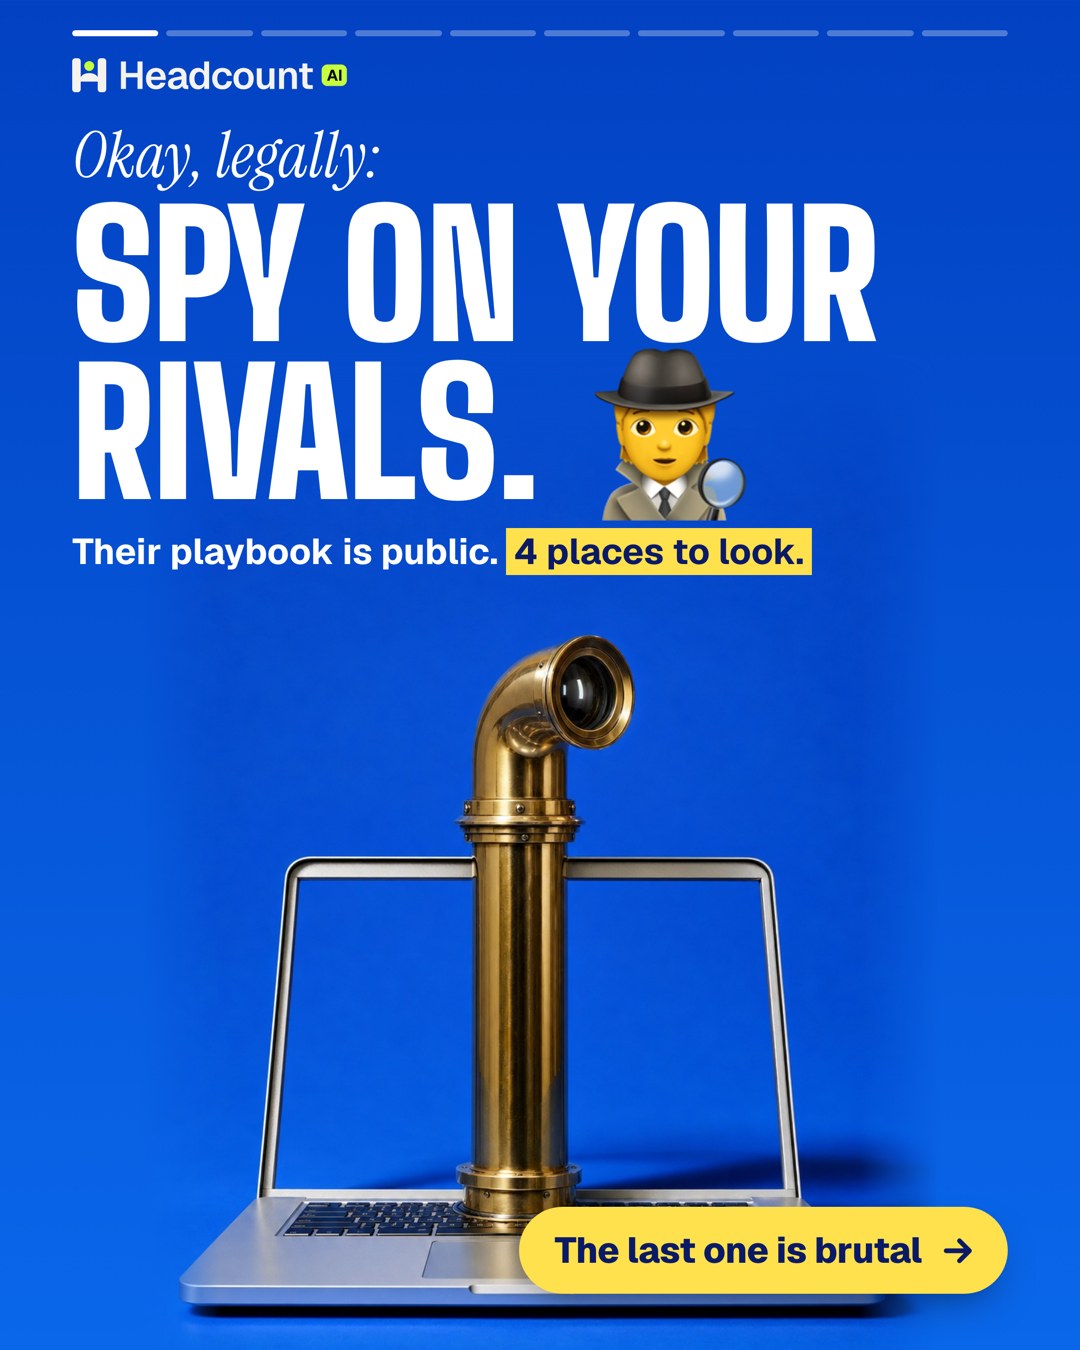 Headcount AI
Okay, legally:
SPY ON YOUR
RIVALS.
Their playbook is public. 4 places to look.
The last one is brutal →